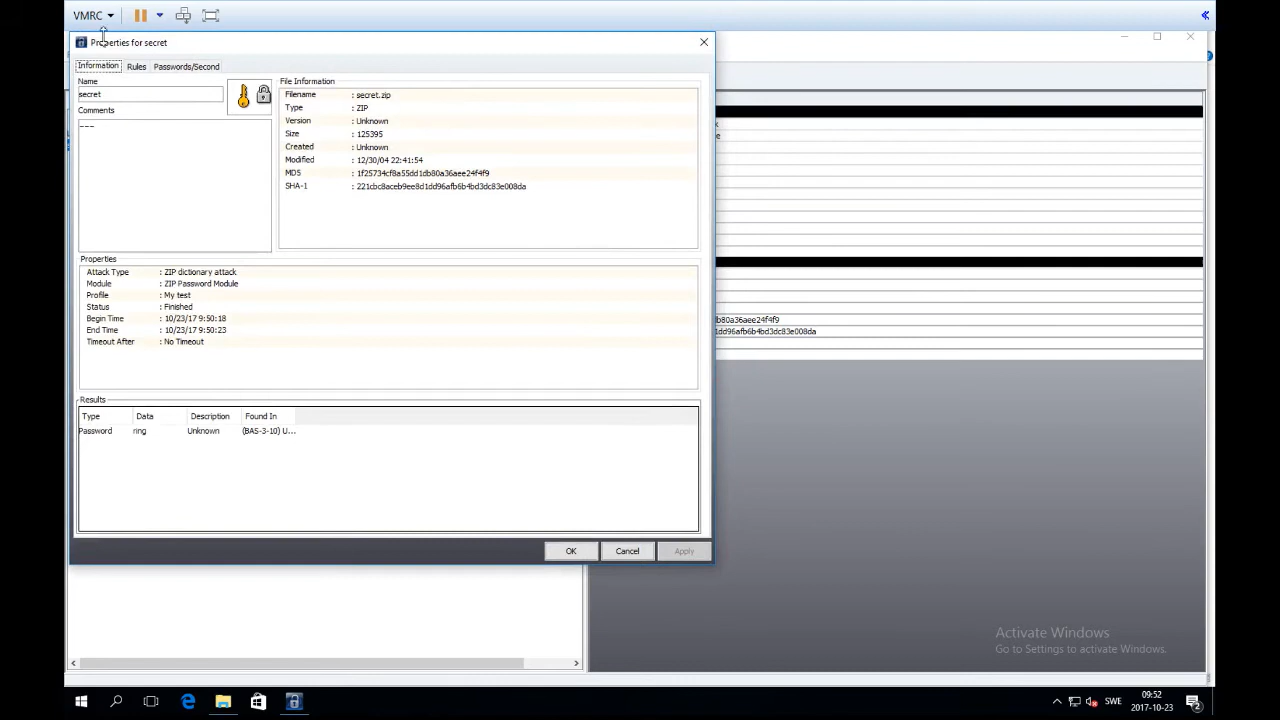 VMRC
Properties for secret
Information Rules Passwords/Second
Name
secret
Comments
---
File Information
Filename : secret.zip
Type : ZIP
Version : Unknown
Size : 125395
Created : Unknown
Modified : 12/30/04 22:41:54
MD5 : 1f25734cf8a55dd1db80a36aee24f4f9
SHA-1 : 221cbc8aceb9ee8d1dd96afb6b4bd3dc83e008da
Properties
Attack Type : ZIP dictionary attack
Module : ZIP Password Module
Profile : My test
Status : Finished
Begin Time : 10/23/17 9:50:18
End Time : 10/23/17 9:50:23
Timeout After : No Timeout
b80a36aee24f4f9
1dd96afb6b4bd3dc83e008da
Results
Type Data Description Found In
Password ring Unknown (BAS-3-10) U...
OK Cancel Apply
Activate Windows
Go to Settings to activate Windows.
SWE
09:52
2017-10-23
2